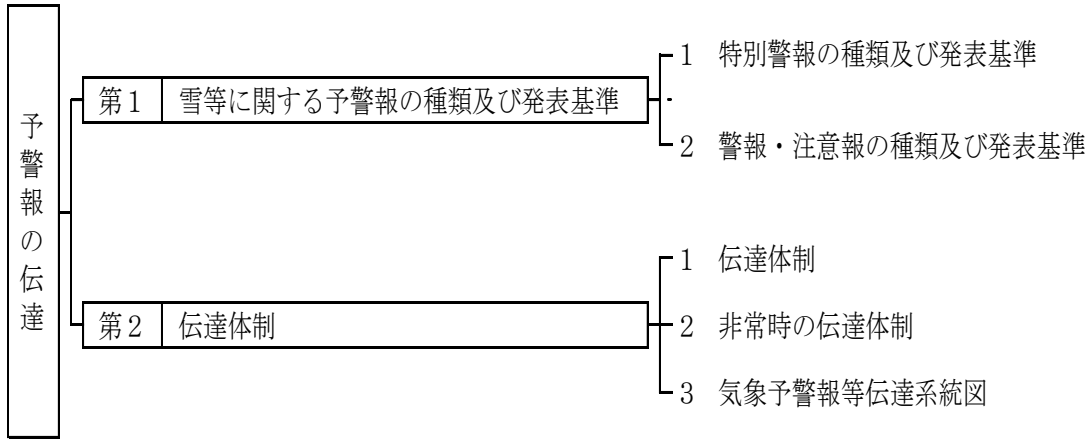 予警報の伝達
第1 雪等に関する予警報の種類及び発表基準
1 特別警報の種類及び発表基準
2 警報・注意報の種類及び発表基準
第2 伝達体制
1 伝達体制
2 非常時の伝達体制
3 気象予警報等伝達系統図